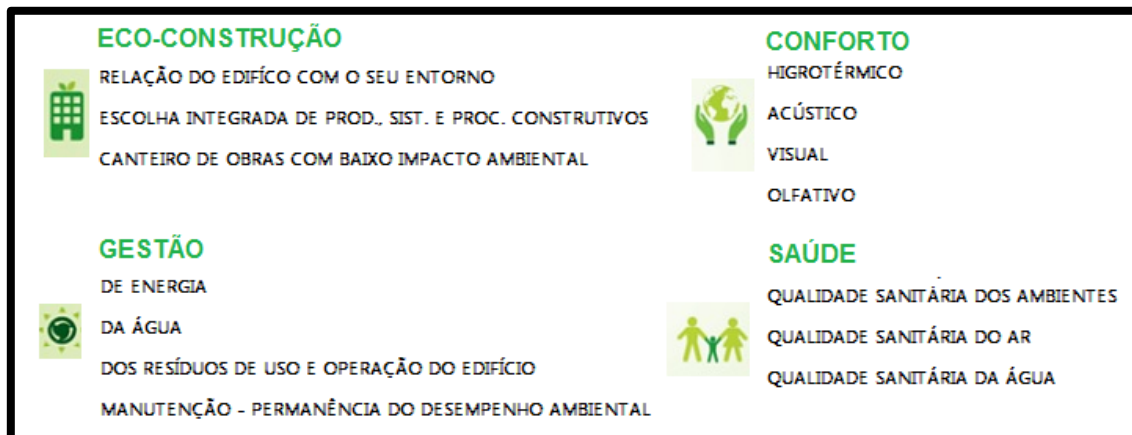 ECO-CONSTRUÇÃO
RELAÇÃO DO EDIFÍCO COM O SEU ENTORNO
ESCOLHA INTEGRADA DE PROD., SIST. E PROC. CONSTRUTIVOS
CANTEIRO DE OBRAS COM BAIXO IMPACTO AMBIENTAL
CONFORTO
HIGROTÉRMICO
ACÚSTICO
VISUAL
OLFATIVO
GESTÃO
DE ENERGIA
DA ÁGUA
DOS RESÍDUOS DE USO E OPERAÇÃO DO EDIFÍCIO
MANUTENÇÃO - PERMANÊNCIA DO DESEMPENHO AMBIENTAL
SAÚDE
QUALIDADE SANITÁRIA DOS AMBIENTES
QUALIDADE SANITÁRIA DO AR
QUALIDADE SANITÁRIA DA ÁGUA